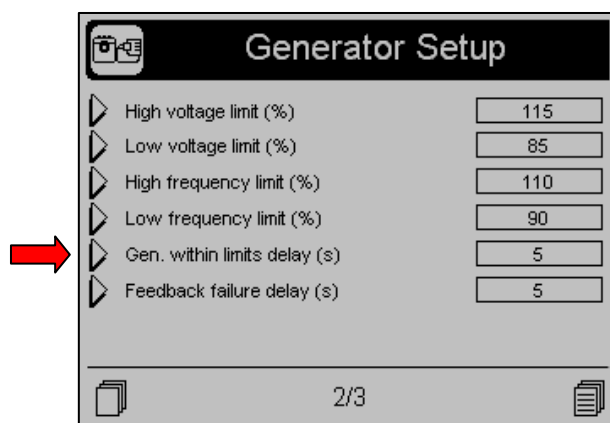 Generator Setup
High voltage limit (%) 115
Low voltage limit (%) 85
High frequency limit (%) 110
Low frequency limit (%) 90
Gen. within limits delay (s) 5
Feedback failure delay (s) 5
2/3